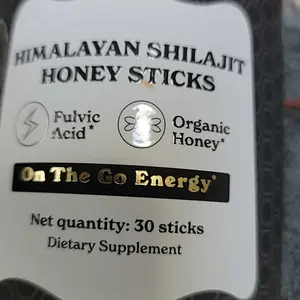 HIMALAYAN SHILAJIT
HONEY STICKS
Fulvic
Acid*
Organic
Honey*
On The Go Energy*
Net quantity: 30 sticks
Dietary Supplement